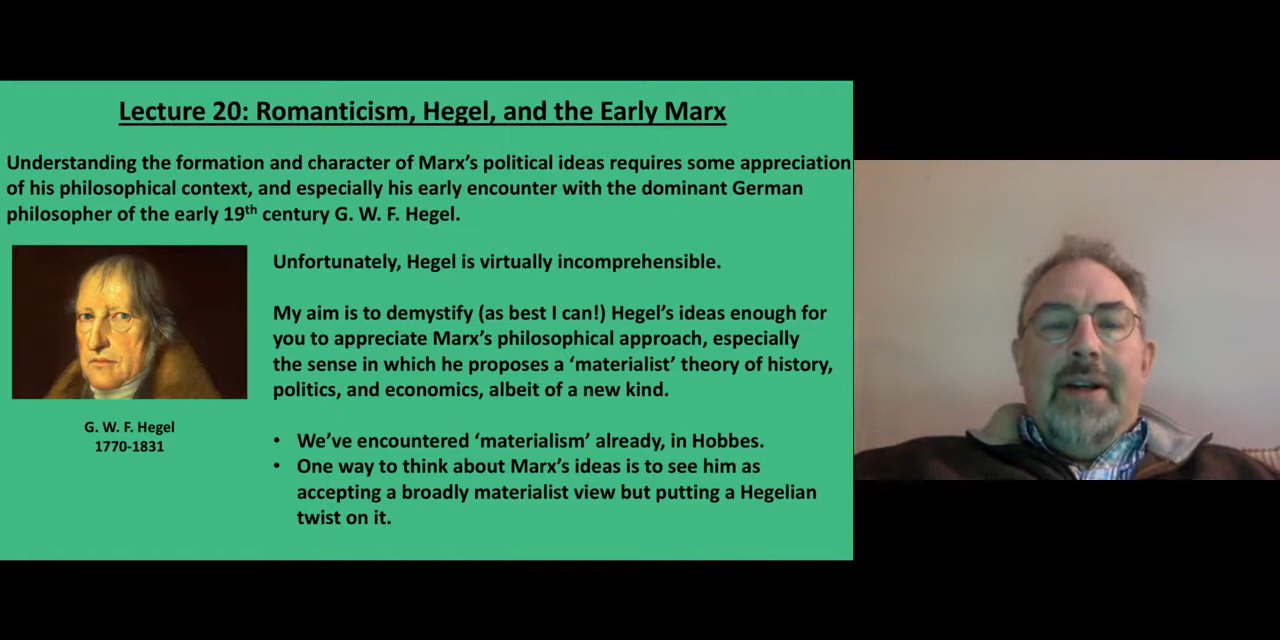 Lecture 20: Romanticism, Hegel, and the Early Marx
Understanding the formation and character of Marx's political ideas requires some appreciation
of his philosophical context, and especially his early encounter with the dominant German
philosopher of the early 19th century G. W. F. Hegel.
Unfortunately, Hegel is virtually incomprehensible.
My aim is to demystify (as best I can!) Hegel's ideas enough for
you to appreciate Marx's philosophical approach, especially
the sense in which he proposes a 'materialist' theory of history,
politics, and economics, albeit of a new kind.
G. W. F. Hegel
1770-1831
• We've encountered 'materialism' already, in Hobbes.
• One way to think about Marx's ideas is to see him as
accepting a broadly materialist view but putting a Hegelian
twist on it.